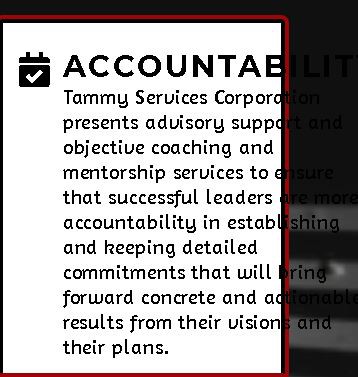 ACCOUNTABILIT
Tammy Services Corporation
presents advisory support and
objective coaching and
mentorship services to ensure
that successful leaders are more
accountability in establishing
and keeping detailed
commitments that will bring
forward concrete and actionable
results from their visions and
their plans.